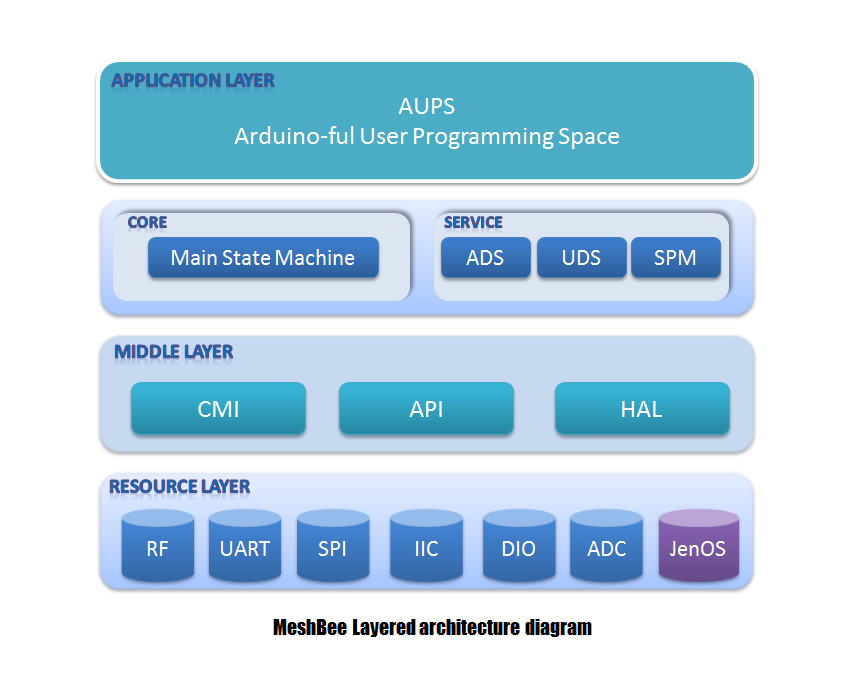 APPLICATION LAYER
AUPS
Arduino-ful User Programming Space
CORE
Main State Machine
SERVICE
ADS
UDS
SPM
MIDDLE LAYER
CMI
API
HAL
RESOURCE LAYER
RF
UART
SPI
IIC
DIO
ADC
JenOS
MeshBee Layered architecture diagram